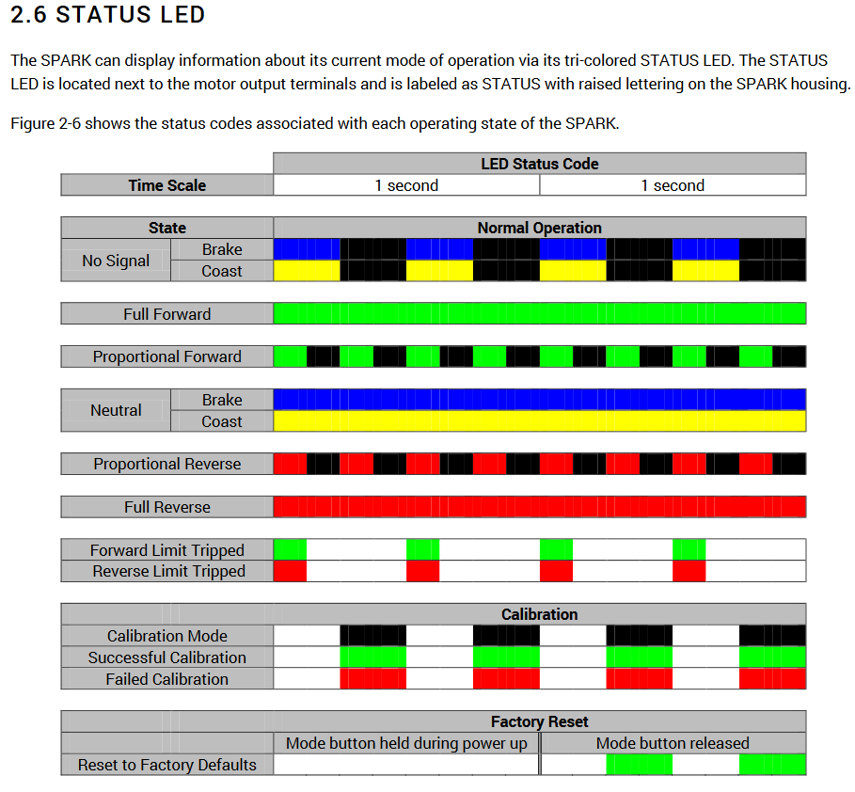 2.6 STATUS LED
The SPARK can display information about its current mode of operation via its tri-colored STATUS LED. The STATUS
LED is located next to the motor output terminals and is labeled as STATUS with raised lettering on the SPARK housing.
Figure 2-6 shows the status codes associated with each operating state of the SPARK.
LED Status Code
Time Scale 1 second 1 second
State Normal Operation
No Signal Brake
Coast
Full Forward
Proportional Forward
Neutral Brake
Coast
Proportional Reverse
Full Reverse
Forward Limit Tripped
Reverse Limit Tripped
Calibration
Calibration Mode
Successful Calibration
Failed Calibration
Factory Reset
Mode button held during power up Mode button released
Reset to Factory Defaults